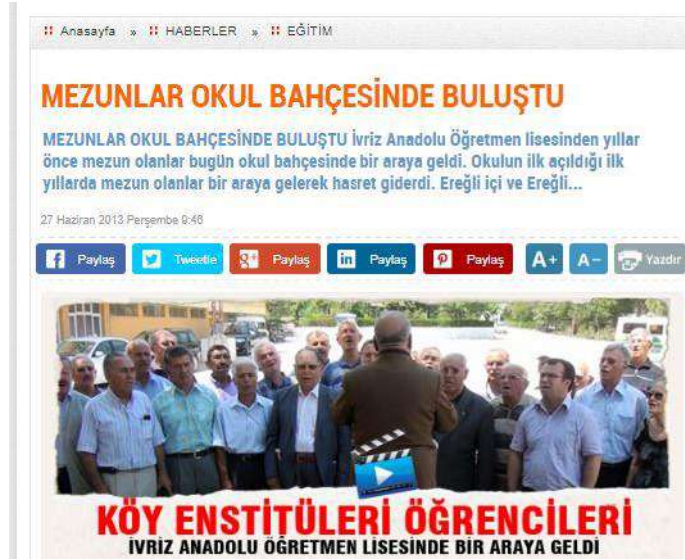 Anasayfa » HABERLER » EĞİTİM
MEZUNLAR OKUL BAHÇESİNDE BULUŞTU
MEZUNLAR OKUL BAHÇESİNDE BULUŞTU İvriz Anadolu Öğretmen lisesinden yıllar
önce mezun olanlar bugün okul bahçesinde bir araya geldi. Okulun ilk açıldığı ilk
yıllarda mezun olanlar bir araya gelerek hasret giderdi. Ereğli içi ve Ereğli...
27 Haziran 2013 Perşembe 9:46
f Paylaş Tweetle g+ Paylaş in Paylaş P Paylaş A+ A- Yazdır
KÖY ENSTİTÜLERİ ÖĞRENCİLERİ
İVRİZ ANADOLU ÖĞRETMEN LİSESİNDE BİR ARAYA GELDİ